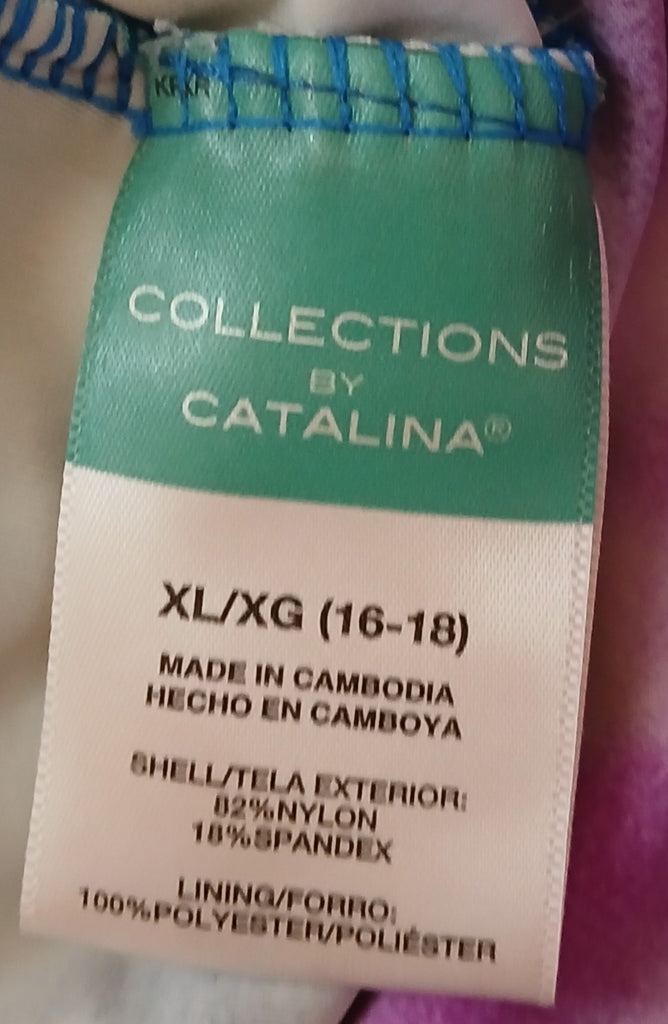 COLLECTIONS
BY
CATALINA®
XL/XG (16-18)
MADE IN CAMBODIA
HECHO EN CAMBOYA
SHELL/TELA EXTERIOR:
82%NYLON
18%SPANDEX
LINING/FORRO:
100%POLYESTER/POLIÉSTER